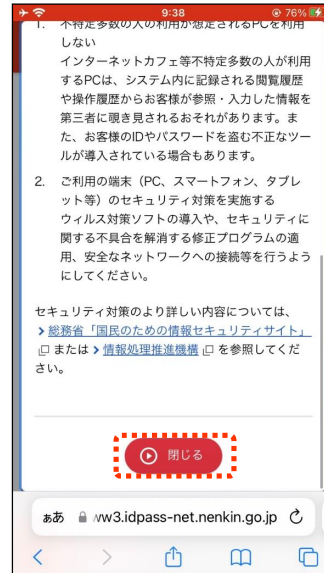 9:38
76%
1. 不特定多数の人の利用が想定されるPCを利用
しない
インターネットカフェ等不特定多数の人が利用
するPCは、システム内に記録される閲覧履歴
や操作履歴からお客様が参照・入力した情報を
第三者に覗き見されるおそれがあります。ま
た、お客様のIDやパスワードを盗む不正なツー
ルが導入されている場合もあります。
2. ご利用の端末（PC、スマートフォン、タブレ
ット等）のセキュリティ対策を実施する
ウィルス対策ソフトの導入や、セキュリティに
関する不具合を解消する修正プログラムの適
用、安全なネットワークへの接続等を行うよう
にしてください。
セキュリティ対策のより詳しい内容については、
総務省「国民のための情報セキュリティサイト」
または 情報処理推進機構 を参照してくだ
さい。
閉じる
ああ ww3.idpass-net.nenkin.go.jp